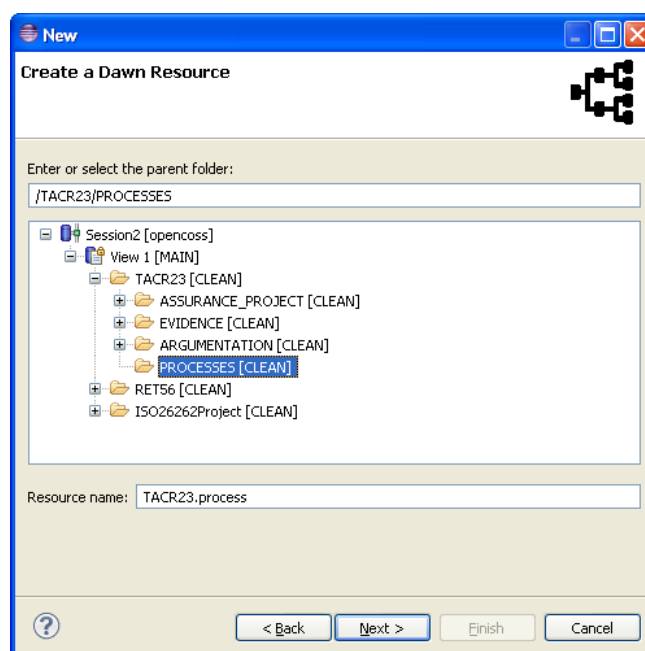 New
Create a Dawn Resource
Enter or select the parent folder:
/TACR23/PROCESSES
Session2 [opencoss]
View 1 [MAIN]
TACR23 [CLEAN]
ASSURANCE_PROJECT [CLEAN]
EVIDENCE [CLEAN]
ARGUMENTATION [CLEAN]
PROCESSES [CLEAN]
RET56 [CLEAN]
ISO26262Project [CLEAN]
Resource name: TACR23.process
? < Back Next > Finish Cancel